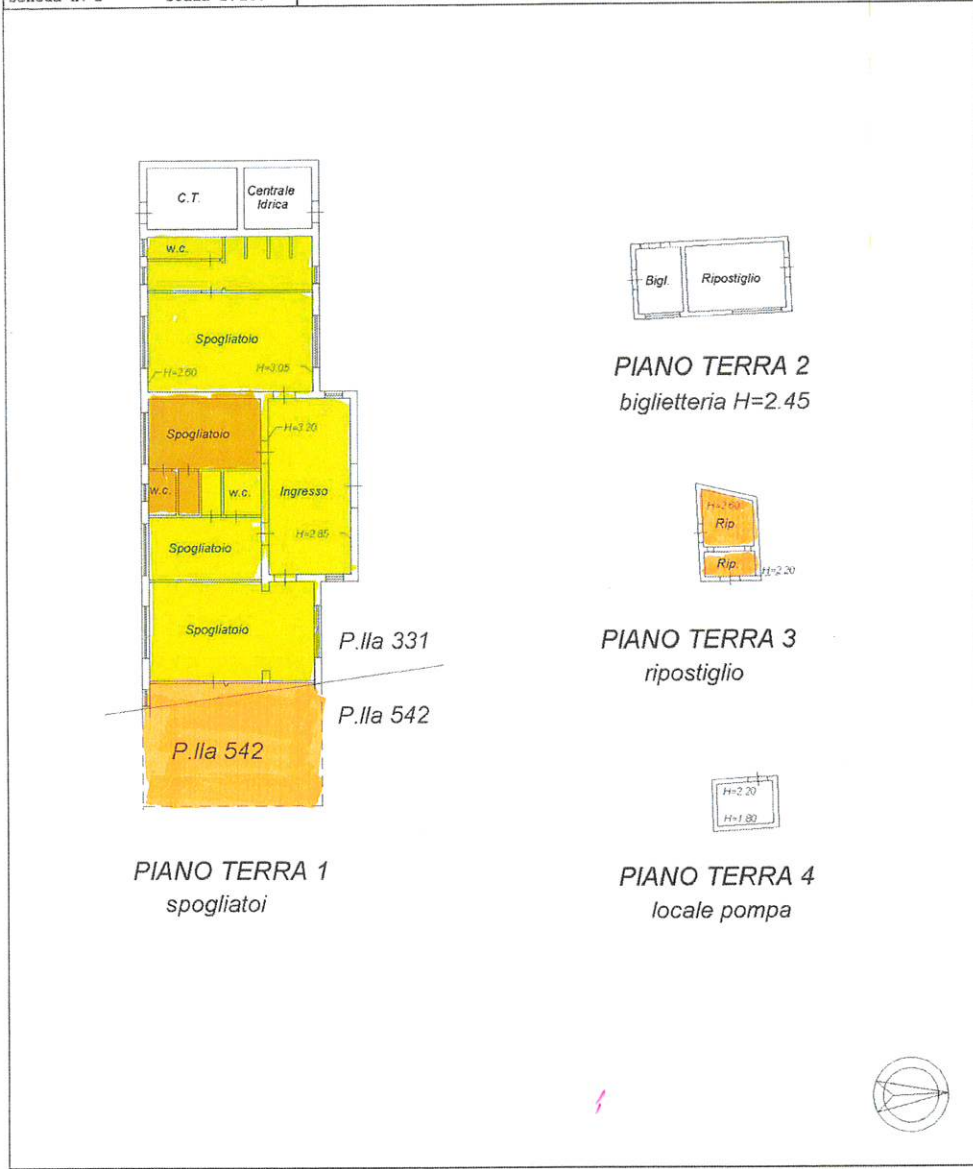 C.T.
Centrale
Idrica
w.c.
Spogliatoio
H=2.60
H=3.05
Spogliatoio
H=3.20
w.c.
w.c.
Ingresso
H=2.85
Spogliatoio
Spogliatoio
P.lla 331
P.lla 542
P.lla 542
PIANO TERRA 1
spogliatoi
Bigl.
Ripostiglio
PIANO TERRA 2
biglietteria H=2.45
H=2.60
Rip.
Rip.
H=2.20
PIANO TERRA 3
ripostiglio
H=2.20
H=1.80
PIANO TERRA 4
locale pompa